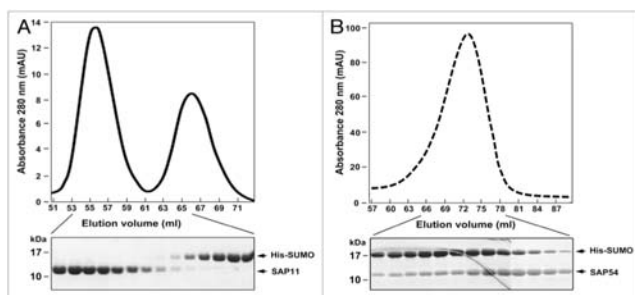 A
Absorbance 280 nm (mAU)
14
12
10
8
6
4
2
0
51 53 55 57 59 61 63 65 67 69 71
Elution volume (ml)
kDa
17
10
His-SUMO
SAP11
B
Absorbance 280 nm (mAU)
100
80
60
40
20
0
57 60 63 66 69 72 75 78 81 84 87
Elution volume (ml)
kDa
17
10
His-SUMO
SAP54